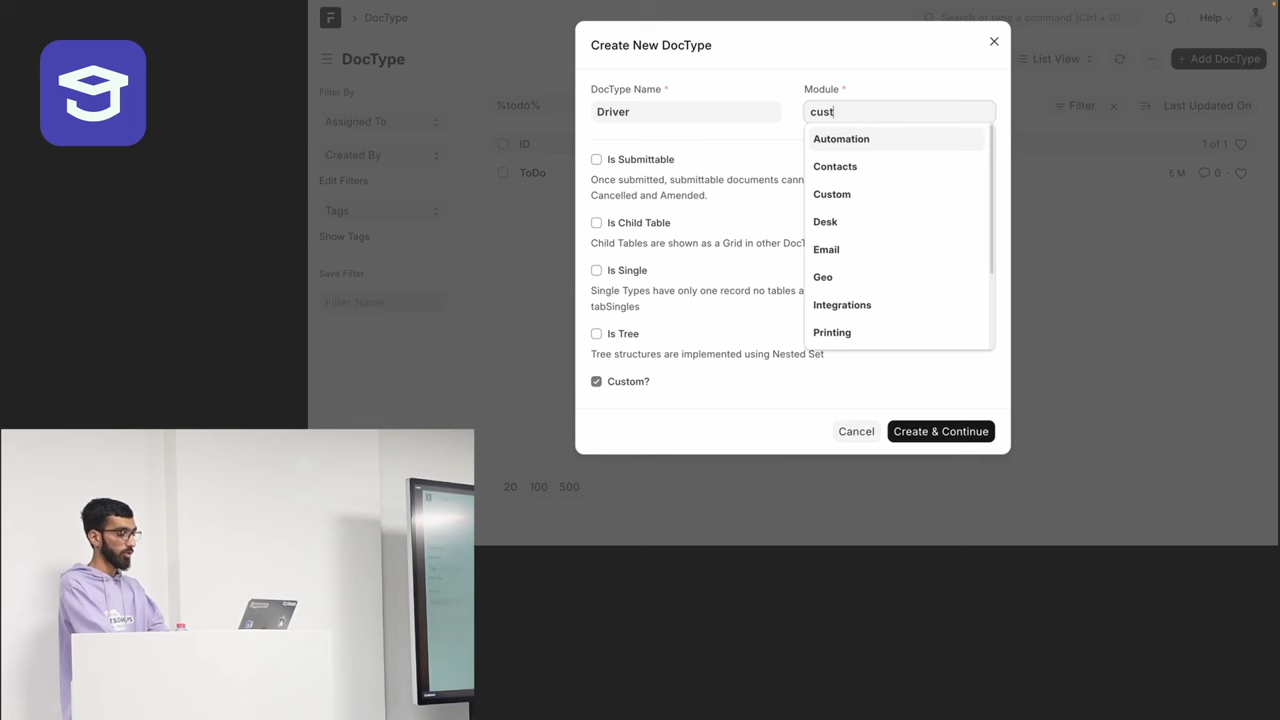 DocType
Search or type a command (Ctrl + G)
Help
DocType
List View
+ Add DocType
Filter By
Assigned To
Created By
Edit Filters
Tags
Show Tags
Save Filter
Filter Name
%todo%
Filter
Last Updated On
ID
1 of 1
ToDo
5 M
0
20 100 500
Create New DocType
DocType Name *
Driver
Module *
cust
Automation
Contacts
Custom
Desk
Email
Geo
Integrations
Printing
Is Submittable
Once submitted, submittable documents cann
Cancelled and Amended.
Is Child Table
Child Tables are shown as a Grid in other DocT
Is Single
Single Types have only one record no tables a
tabSingles
Is Tree
Tree structures are implemented using Nested Set
Custom?
Cancel
Create & Continue